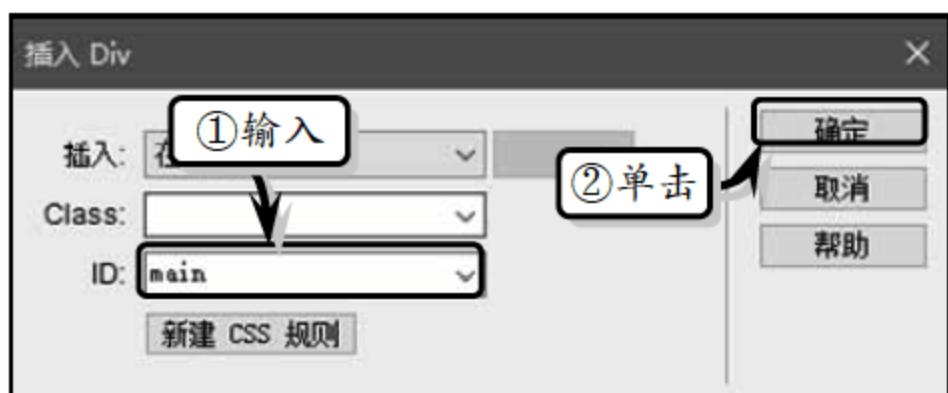 插入 Div
①输入
插入:
确定
②单击
取消
Class:
帮助
ID: main
新建 CSS 规则